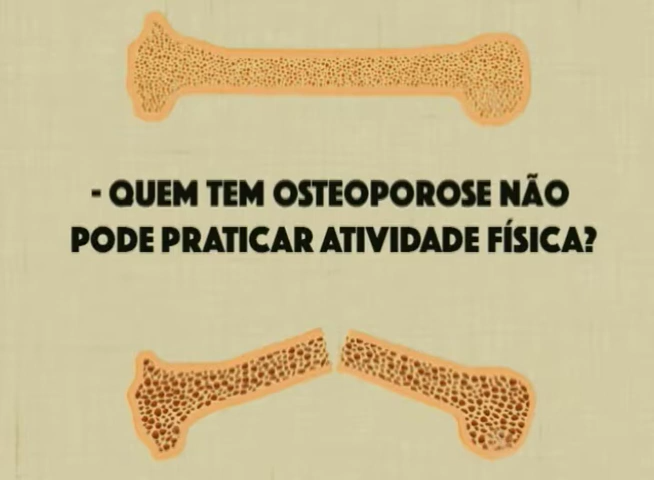 - QUEM TEM OSTEOPOROSE NÃO
PODE PRATICAR ATIVIDADE FÍSICA?